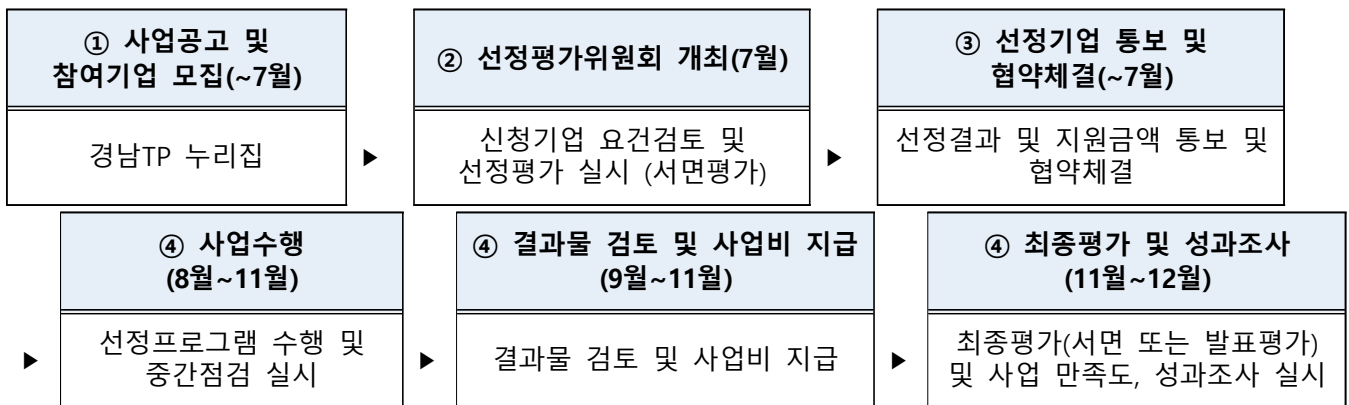 ① 사업공고 및
참여기업 모집(~7월)
경남TP 누리집
▶
② 선정평가위원회 개최(7월)
신청기업 요건검토 및
선정평가 실시 (서면평가)
▶
③ 선정기업 통보 및
협약체결(~7월)
선정결과 및 지원금액 통보 및
협약체결
▶
④ 사업수행
(8월~11월)
선정프로그램 수행 및
중간점검 실시
▶
④ 결과물 검토 및 사업비 지급
(9월~11월)
결과물 검토 및 사업비 지급
▶
④ 최종평가 및 성과조사
(11월~12월)
최종평가(서면 또는 발표평가)
및 사업 만족도, 성과조사 실시